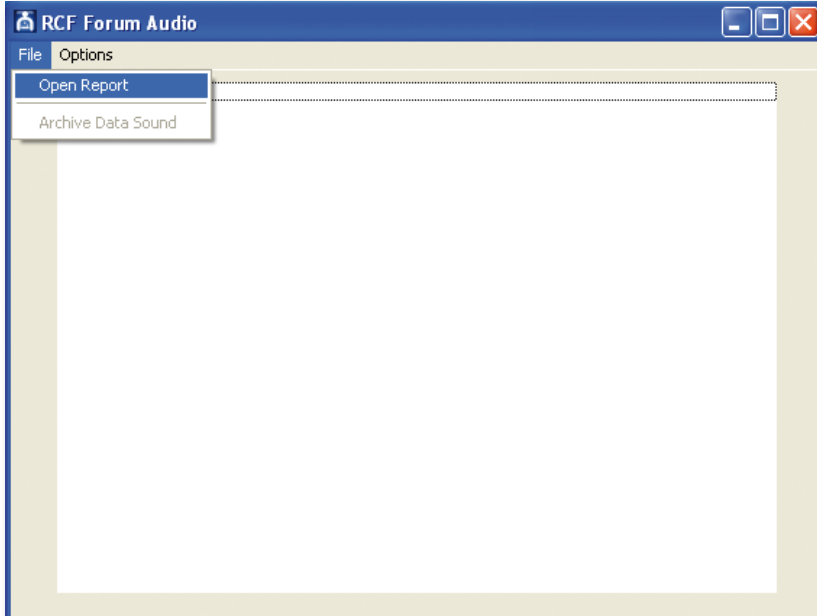 RCF Forum Audio
File Options
Open Report
Archive Data Sound